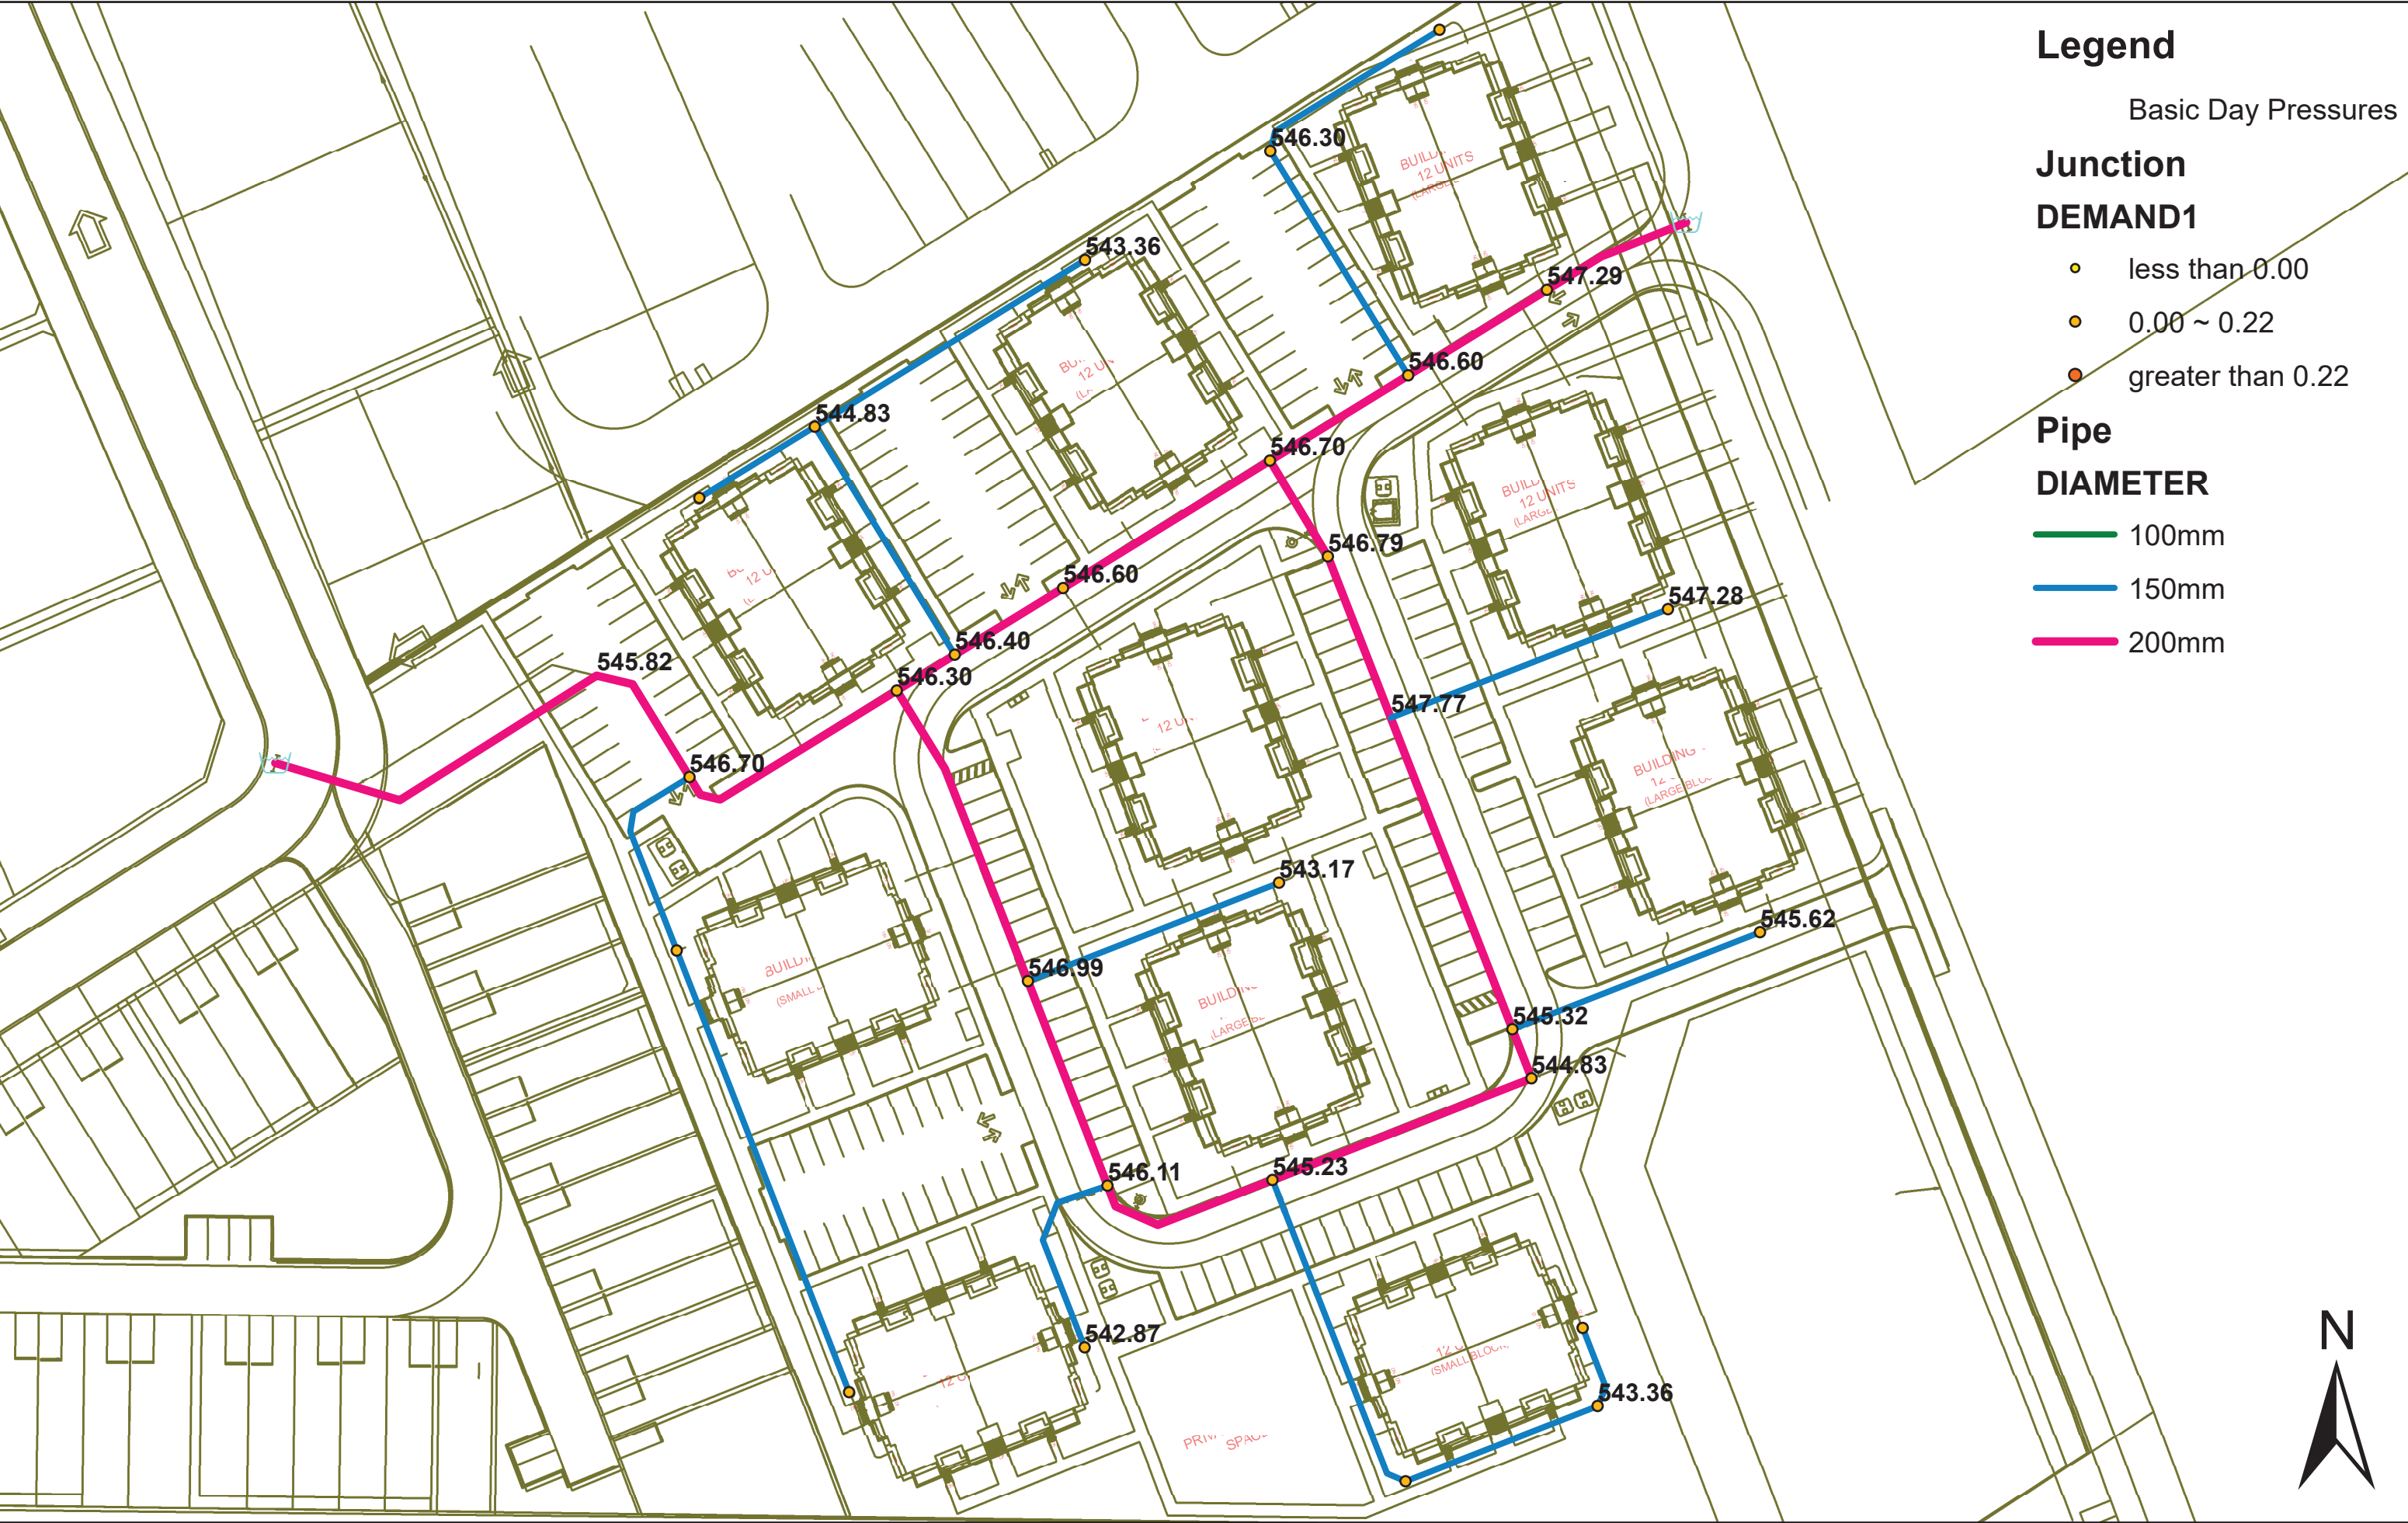 Legend
Basic Day Pressures
Junction
DEMAND1
less than 0.00
0.00 ~ 0.22
greater than 0.22
Pipe
DIAMETER
100mm
150mm
200mm
N
546.30
12 UNITS
547.29
543.36
546.60
544.83
546.70
12 UNITS
546.79
546.60
547.28
546.40
546.30
545.82
547.77
546.70
BUILDING
543.17
545.62
546.99
545.32
544.83
546.11
545.23
542.87
(SMALL BLOCK)
543.36